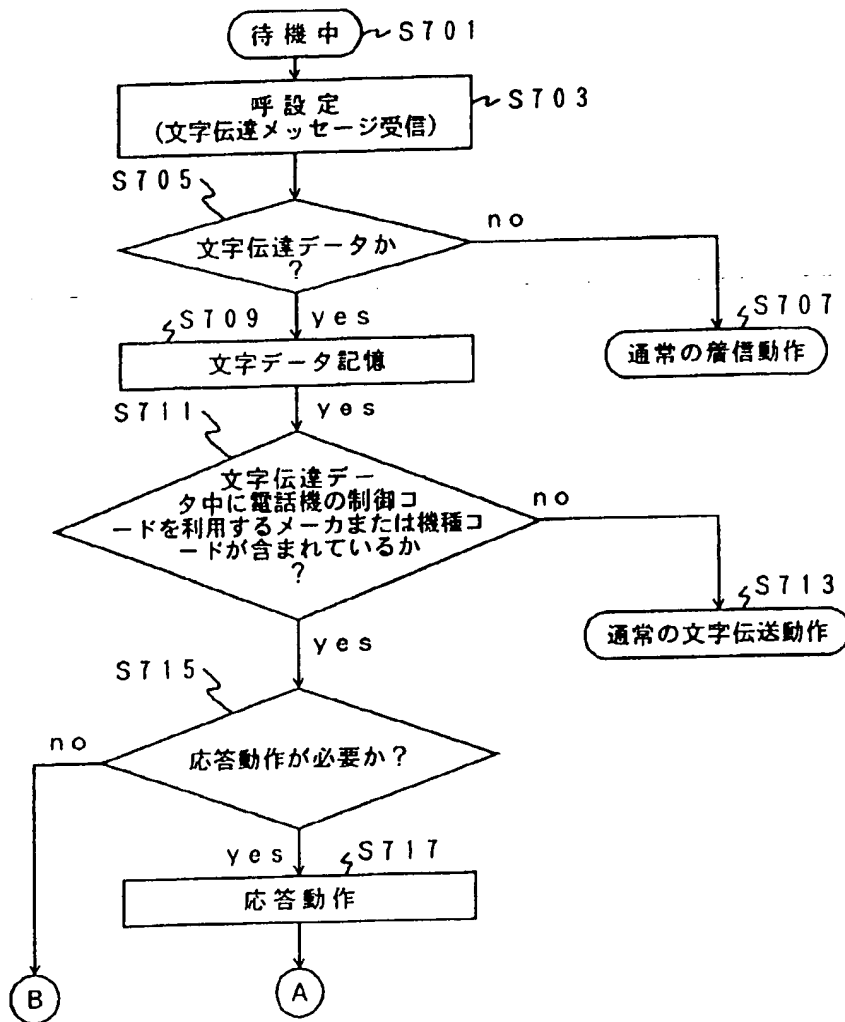 待機中
S701
呼設定
(文字伝達メッセージ受信)
S703
S705
文字伝達データか
?
no
yes
S707
通常の着信動作
S709
文字データ記憶
yes
S711
文字伝達デー
タ中に電話機の制御コ
ードを利用するメーカまたは機種コ
ードが含まれているか
?
no
S713
通常の文字伝送動作
yes
S715
応答動作が必要か?
no
yes
S717
応答動作
B
A